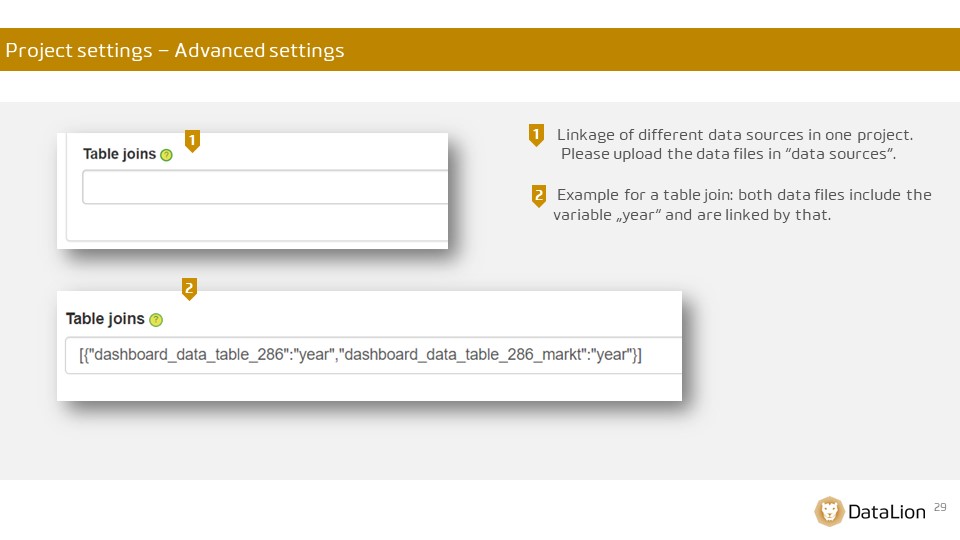 Project settings – Advanced settings
1
Table joins ?
1 Linkage of different data sources in one project.
Please upload the data files in “data sources”.
2 Example for a table join: both data files include the
variable „year” and are linked by that.
2
Table joins ?
[{"dashboard_data_table_286":"year","dashboard_data_table_286_markt":"year"}]
DataLion 29